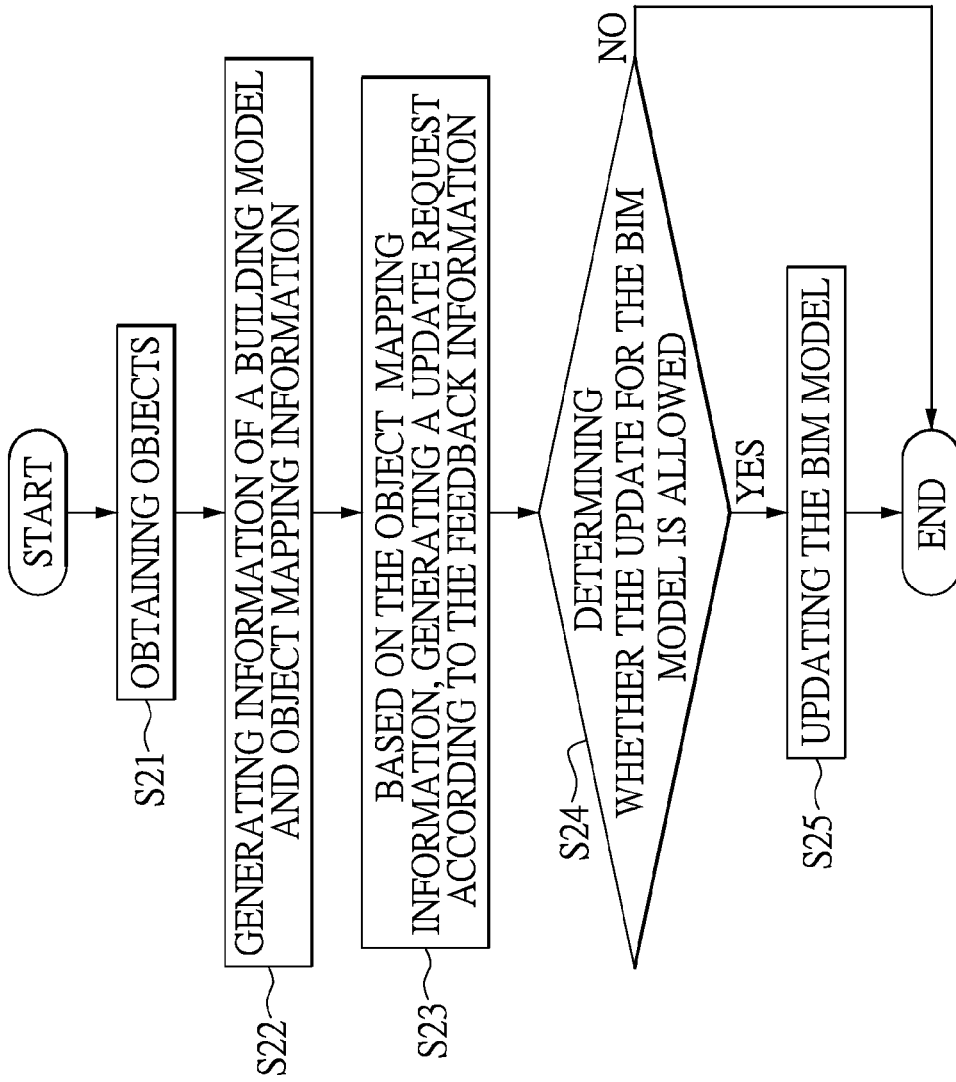 START
S21
OBTAINING OBJECTS
S22
GENERATING INFORMATION OF A BUILDING MODEL
AND OBJECT MAPPING INFORMATION
S23
BASED ON THE OBJECT MAPPING
INFORMATION, GENERATING A UPDATE REQUEST
ACCORDING TO THE FEEDBACK INFORMATION
S24
DETERMINING
WHETHER THE UPDATE FOR THE BIM
MODEL IS ALLOWED
NO
YES
S25
UPDATING THE BIM MODEL
END